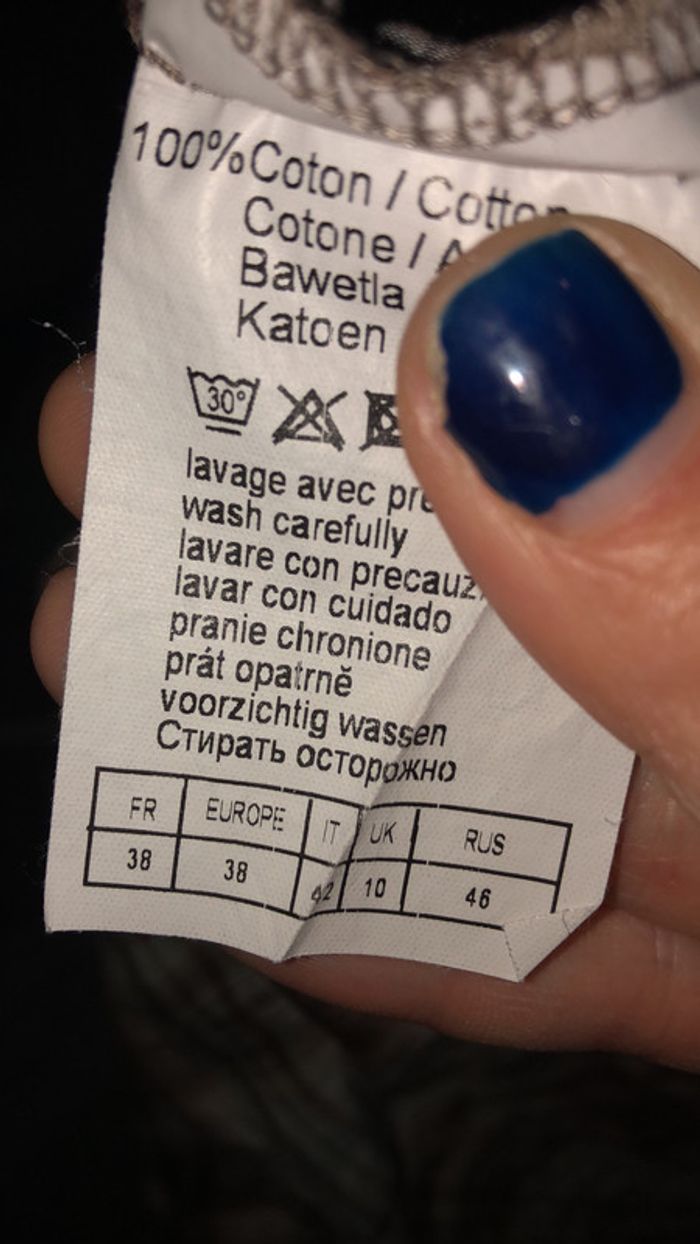 100%Coton / Cotton
Cotone /
Bawetla
Katoen
30°
lavage avec
wash carefully
lavare con
lavar con cuidado
pranie chronione
prát opatrně
voorzichtig wassen
Стирать осторожно
FR EUROPE IT UK RUS
38 38 42 10 46